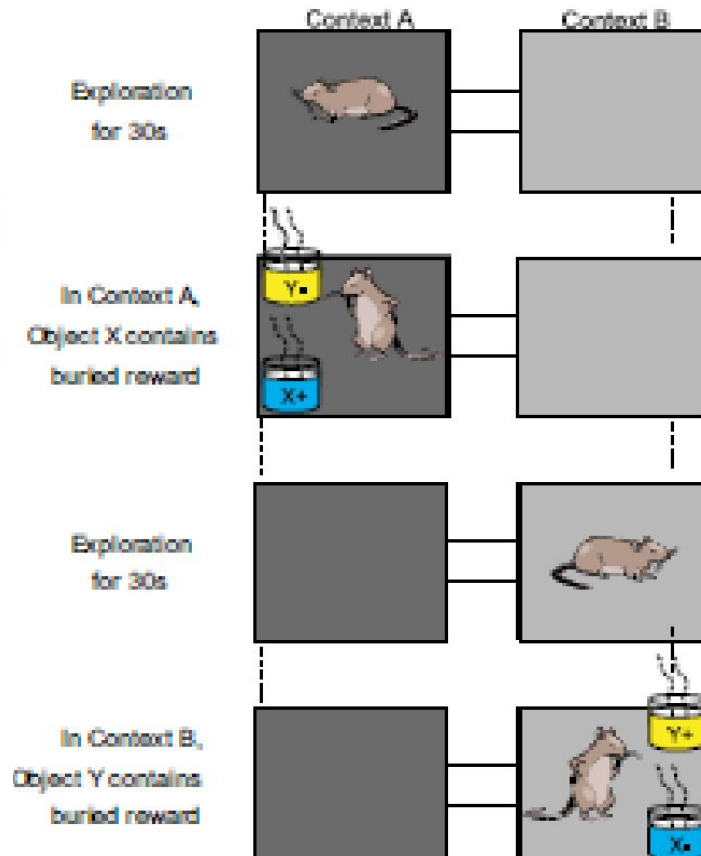 Context A
Context B
Exploration
for 30s
In Context A,
Object X contains
buried reward
Y-
X+
Exploration
for 30s
In Context B,
Object Y contains
buried reward
Y+
X-